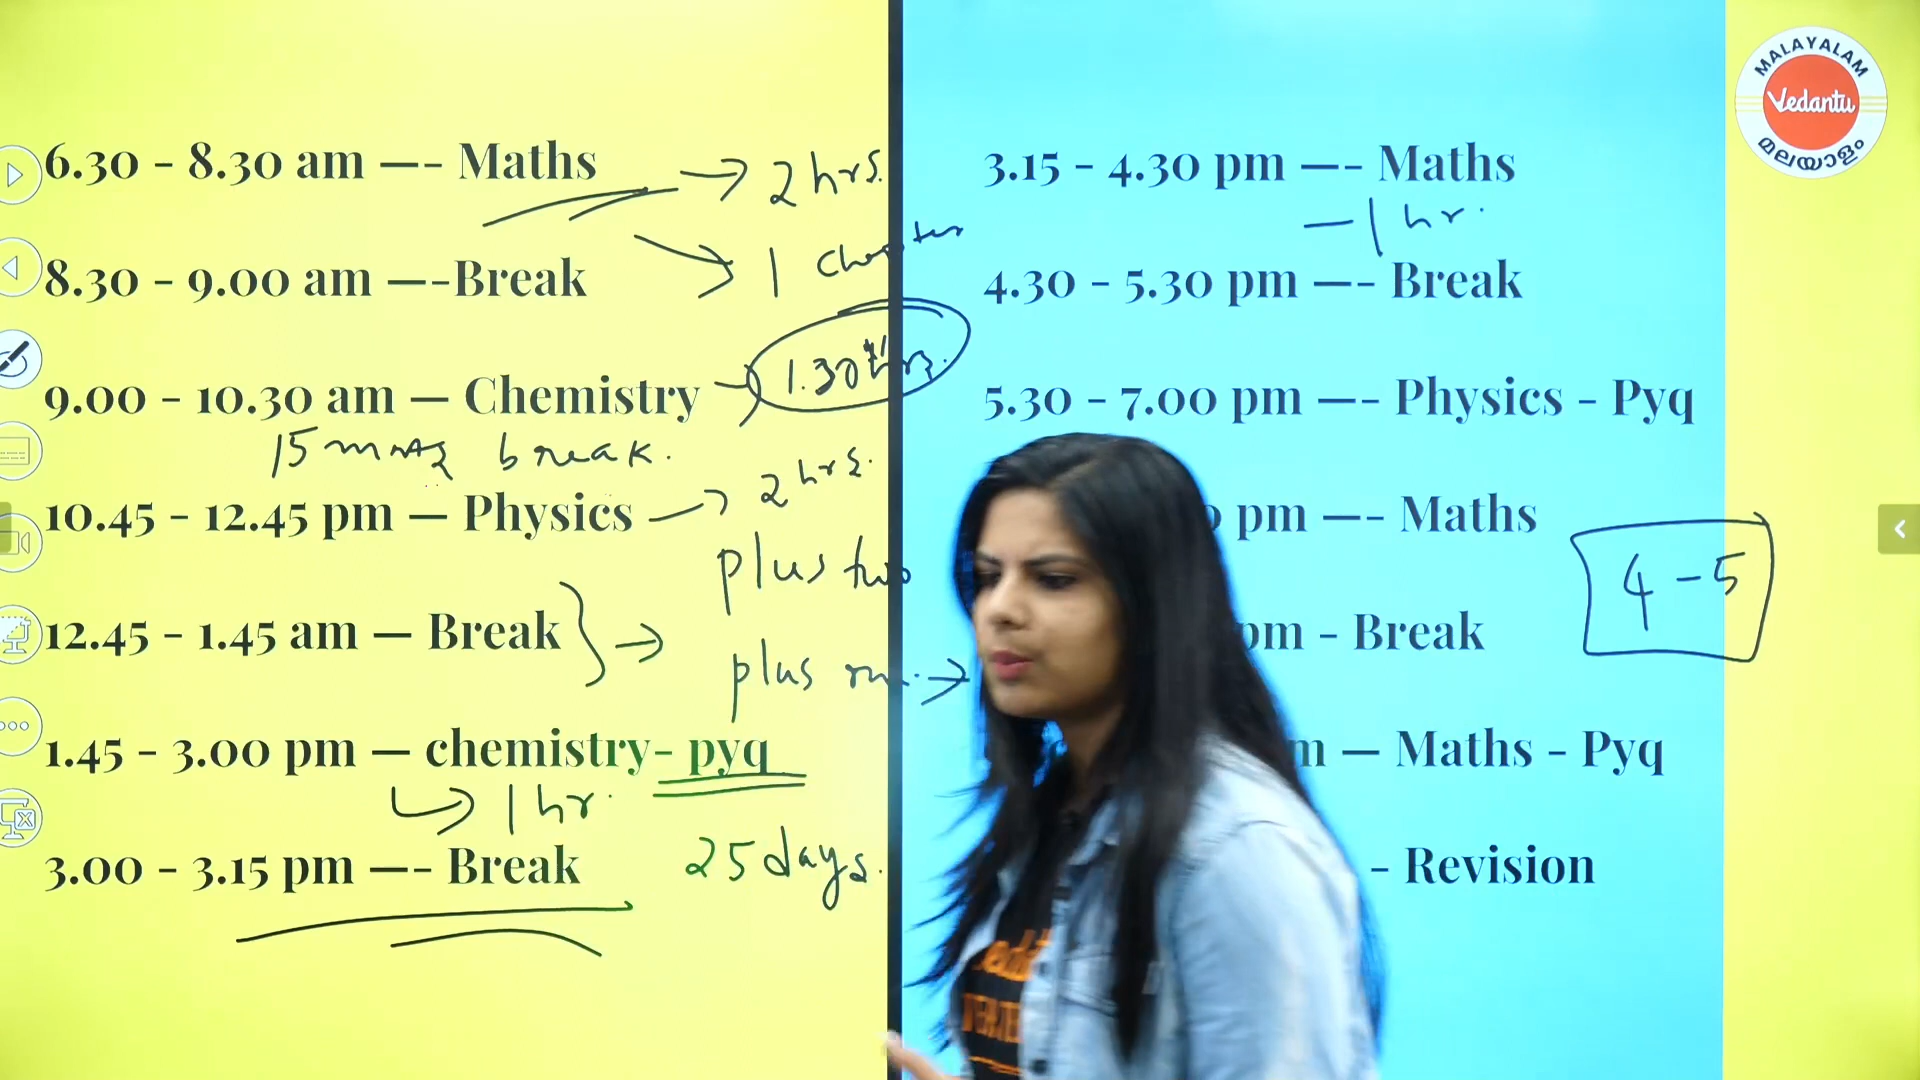 6.30 - 8.30 am —- Maths
2 hrs.
8.30 - 9.00 am —-Break
1
9.00 - 10.30 am — Chemistry
1.30 hrs.
15 break.
10.45 - 12.45 pm — Physics
2 hrs.
plus two
12.45 - 1.45 am — Break
plus
1.45 - 3.00 pm — chemistry- pyq
1 hr.
3.00 - 3.15 pm —- Break
25 days.
3.15 - 4.30 pm —- Maths
1 hr.
4.30 - 5.30 pm —- Break
5.30 - 7.00 pm —- Physics - Pyq
pm —- Maths
pm - Break
4 - 5
— Maths - Pyq
- Revision
MALAYALAM
Vedantu
മലയാളം